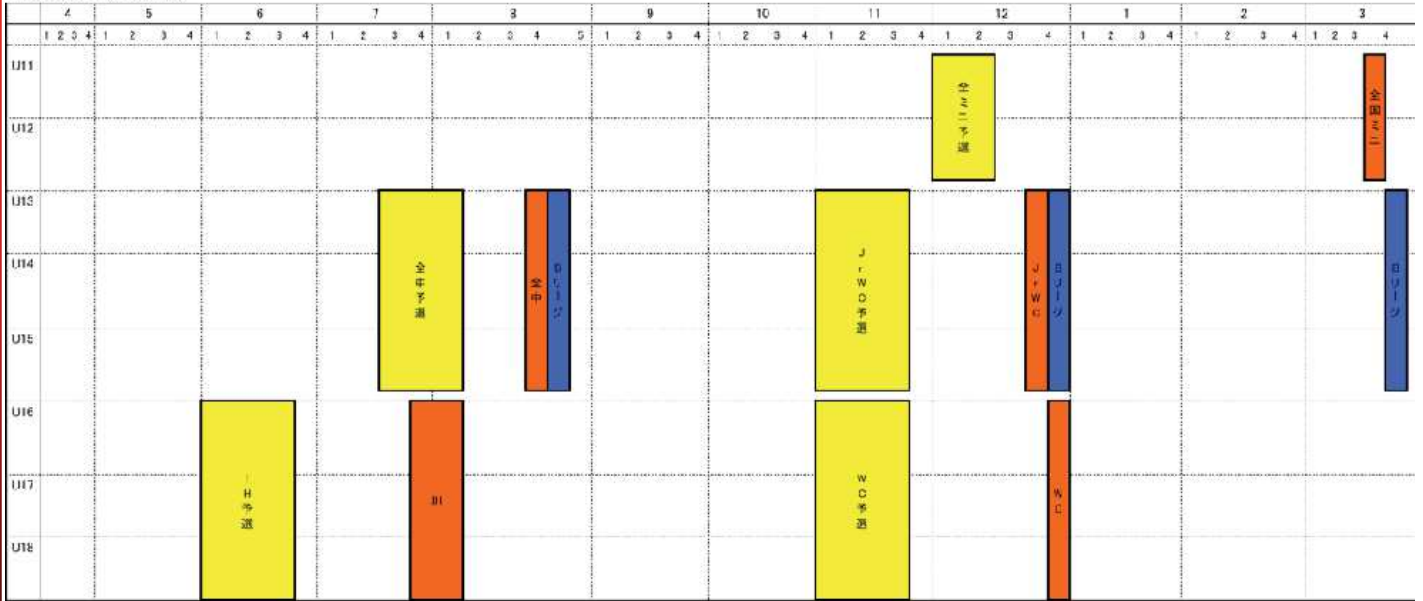 4 5 6 7 8 9 10 11 12 1 2 3
1 2 3 4 1 2 3 4 1 2 3 4 1 2 3 4 1 2 3 4 5 1 2 3 4 1 2 3 4 1 2 3 4 1 2 3 4 1 2 3 4 1 2 3 4 1 2 3 4
U11
全ミニ予選
全国ミニ
U12
U13
U14
全中予選
全中
Bリーグ
JrWC予選
JrWC
Bリーグ
Bリーグ
U15
U16
U17
IH予選
IH
WC予選
WC
U18